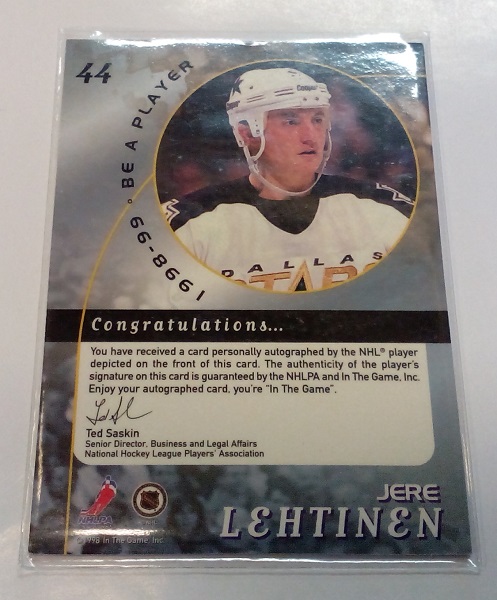 44
1998-99 ° BE A PLAYER
DALLAS
STARS
Congratulations...
You have received a card personally autographed by the NHL® player
depicted on the front of this card. The authenticity of the player's
signature on this card is guaranteed by the NHLPA and In The Game, Inc.
Enjoy your autographed card, you're "In The Game".
Ted Saskin
Senior Director, Business and Legal Affairs
National Hockey League Players' Association
NHLPA
©1998 In The Game, Inc.
JERE
LEHTINEN